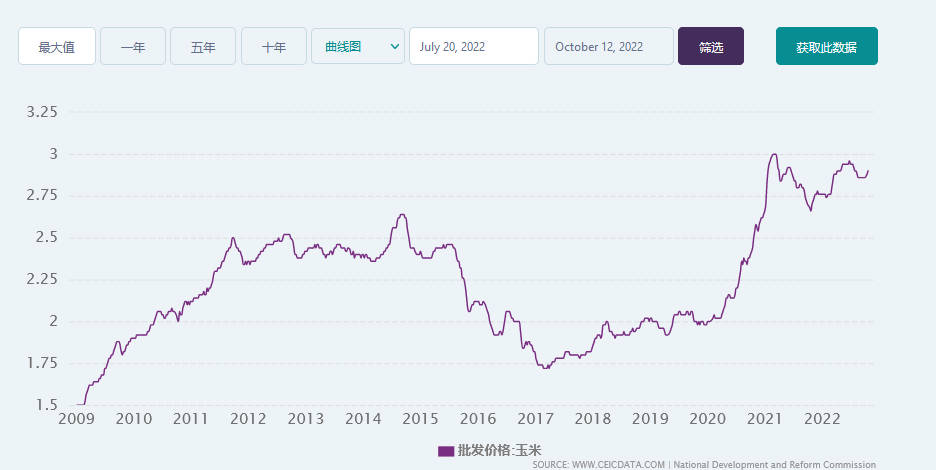 最大值 一年 五年 十年 曲线图 July 20, 2022 October 12, 2022 筛选 获取此数据
3.25
3
2.75
2.5
2.25
2
1.75
1.5
2009 2010 2011 2012 2013 2014 2015 2016 2017 2018 2019 2020 2021 2022
批发价格:玉米
SOURCE: WWW.CEICDATA.COM | National Development and Reform Commission